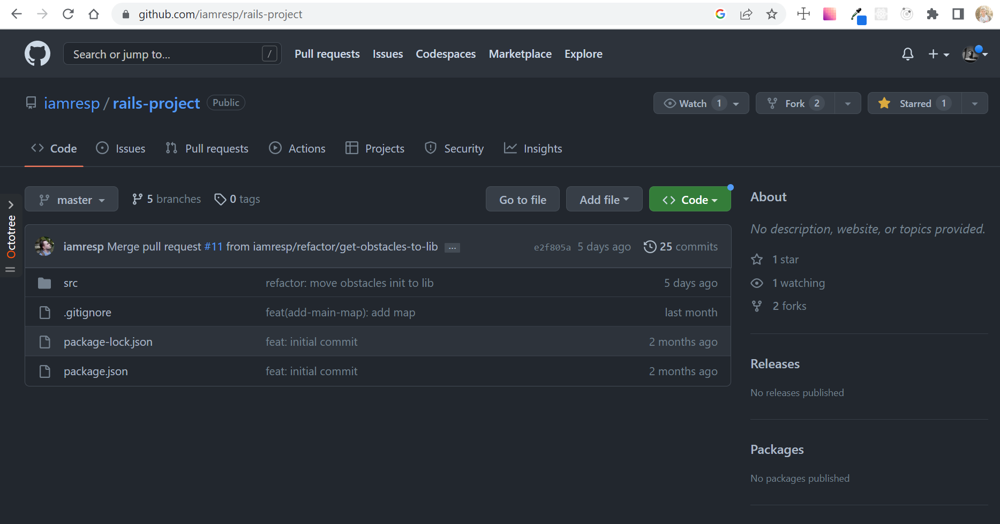 github.com/iamresp/rails-project
Search or jump to... /
Pull requests Issues Codespaces Marketplace Explore
iamresp / rails-project Public
Watch 1 Fork 2 Starred 1
Code Issues Pull requests Actions Projects Security Insights
master 5 branches 0 tags Go to file Add file Code
iamresp Merge pull request #11 from iamresp/refactor/get-obstacles-to-lib ... e2f805a 5 days ago 25 commits
src refactor: move obstacles init to lib 5 days ago
.gitignore feat(add-main-map): add map last month
package-lock.json feat: initial commit 2 months ago
package.json feat: initial commit 2 months ago
Octotree
About
No description, website, or topics provided.
1 star
1 watching
2 forks
Releases
No releases published
Packages
No packages published